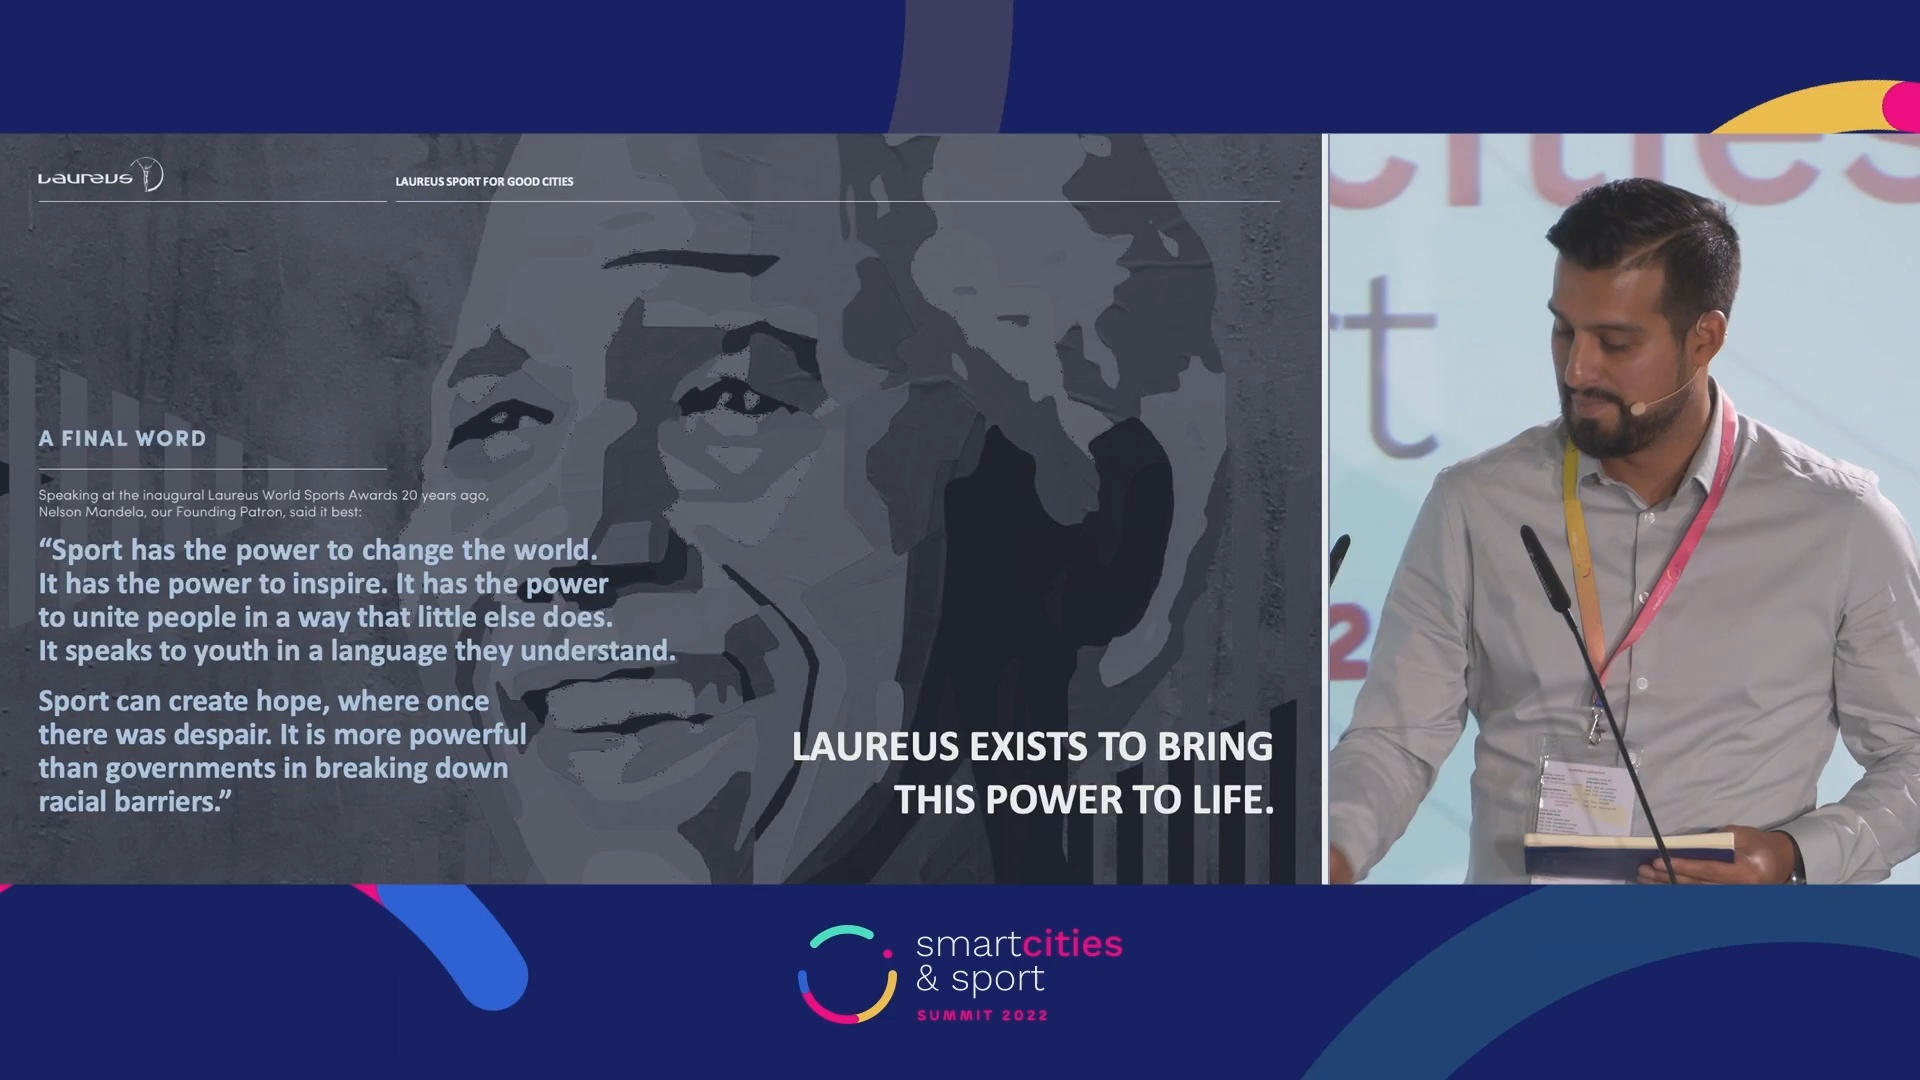 Laureus
LAUREUS SPORT FOR GOOD CITIES
A FINAL WORD
Speaking at the inaugural Laureus World Sports Awards 20 years ago,
Nelson Mandela, our Founding Patron, said it best:
“Sport has the power to change the world.
It has the power to inspire. It has the power
to unite people in a way that little else does.
It speaks to youth in a language they understand.
Sport can create hope, where once
there was despair. It is more powerful
than governments in breaking down
racial barriers.”
LAUREUS EXISTS TO BRING
THIS POWER TO LIFE.
cities
rt
2
smartcities
& sport
SUMMIT 2022